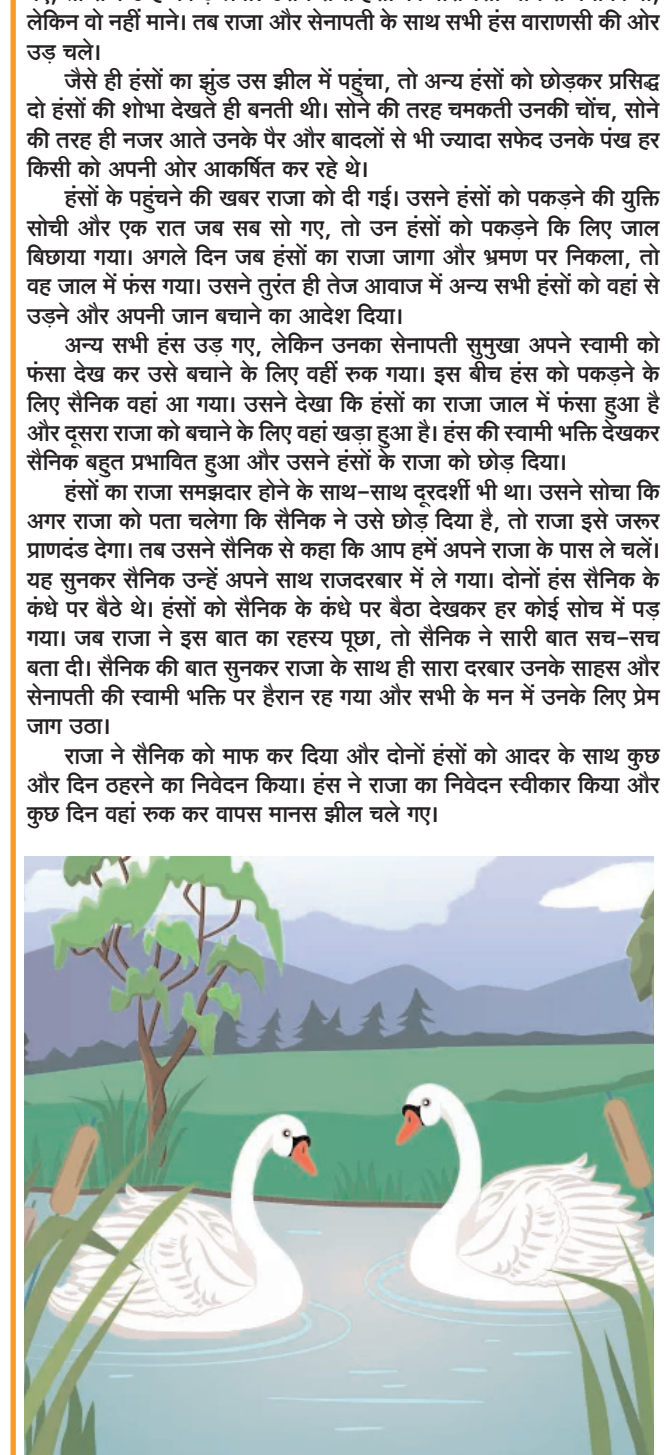 लेकिन वो नहीं माने। तब राजा और सेनापती के साथ सभी हंस वाराणसी की ओर
उड़ चले।
जैसे ही हंसों का झुंड उस झील में पहुंचा, तो अन्य हंसों को छोड़कर प्रसिद्ध
दो हंसों की शोभा देखते ही बनती थी। सोने की तरह चमकती उनकी चोंच, सोने
की तरह ही नजर आते उनके पैर और बादलों से भी ज्यादा सफेद उनके पंख हर
किसी को अपनी ओर आकर्षित कर रहे थे।
हंसों के पहुंचने की खबर राजा को दी गई। उसने हंसों को पकड़ने की युक्ति
सोची और एक रात जब सब सो गए, तो उन हंसों को पकड़ने कि लिए जाल
बिछाया गया। अगले दिन जब हंसों का राजा जागा और भ्रमण पर निकला, तो
वह जाल में फंस गया। उसने तुरंत ही तेज आवाज में अन्य सभी हंसों को वहां से
उड़ने और अपनी जान बचाने का आदेश दिया।
अन्य सभी हंस उड़ गए, लेकिन उनका सेनापती सुमुखा अपने स्वामी को
फंसा देख कर उसे बचाने के लिए वहीं रुक गया। इस बीच हंस को पकड़ने के
लिए सैनिक वहां आ गया। उसने देखा कि हंसों का राजा जाल में फंसा हुआ है
और दूसरा राजा को बचाने के लिए वहां खड़ा हुआ है। हंस की स्वामी भक्ति देखकर
सैनिक बहुत प्रभावित हुआ और उसने हंसों के राजा को छोड़ दिया।
हंसों का राजा समझदार होने के साथ-साथ दूरदर्शी भी था। उसने सोचा कि
अगर राजा को पता चलेगा कि सैनिक ने उसे छोड़ दिया है, तो राजा इसे जरूर
प्राणदंड देगा। तब उसने सैनिक से कहा कि आप हमें अपने राजा के पास ले चलें।
यह सुनकर सैनिक उन्हें अपने साथ राजदरबार में ले गया। दोनों हंस सैनिक के
कंधे पर बैठे थे। हंसों को सैनिक के कंधे पर बैठा देखकर हर कोई सोच में पड़
गया। जब राजा ने इस बात का रहस्य पूछा, तो सैनिक ने सारी बात सच-सच
बता दी। सैनिक की बात सुनकर राजा के साथ ही सारा दरबार उनके साहस और
सेनापती की स्वामी भक्ति पर हैरान रह गया और सभी के मन में उनके लिए प्रेम
जाग उठा।
राजा ने सैनिक को माफ कर दिया और दोनों हंसों को आदर के साथ कुछ
और दिन ठहरने का निवेदन किया। हंस ने राजा का निवेदन स्वीकार किया और
कुछ दिन वहां रुक कर वापस मानस झील चले गए।